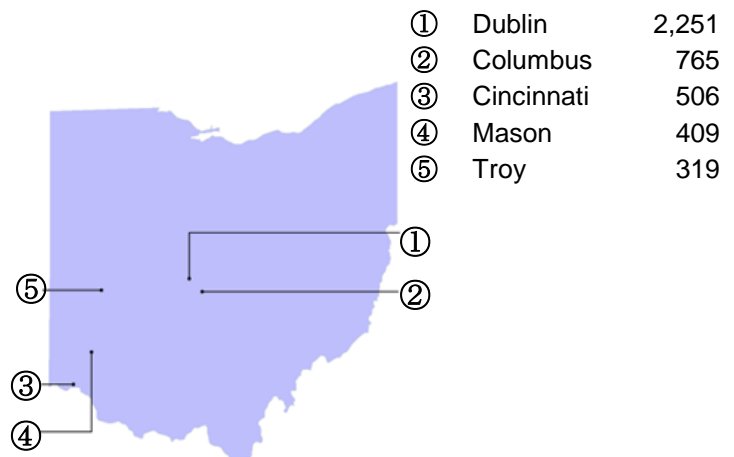 ① Dublin 2,251
② Columbus 765
③ Cincinnati 506
④ Mason 409
⑤ Troy 319
①
⑤
②
③
④